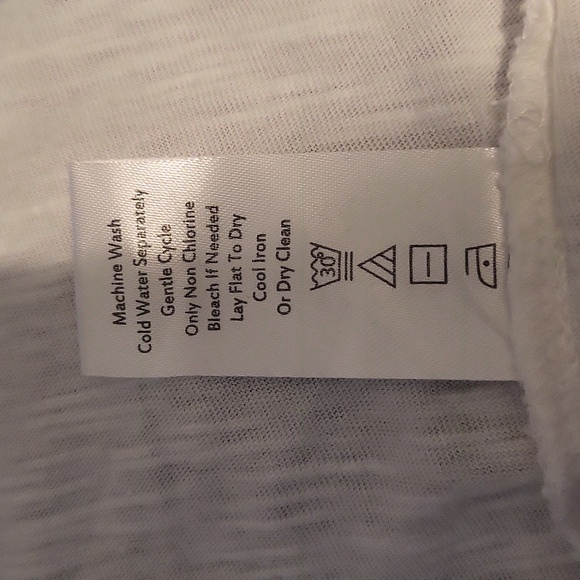 Machine Wash
Cold Water Separately
Gentle Cycle
Only Non Chlorine
Bleach If Needed
Lay Flat To Dry
Cool Iron
Or Dry Clean
30°